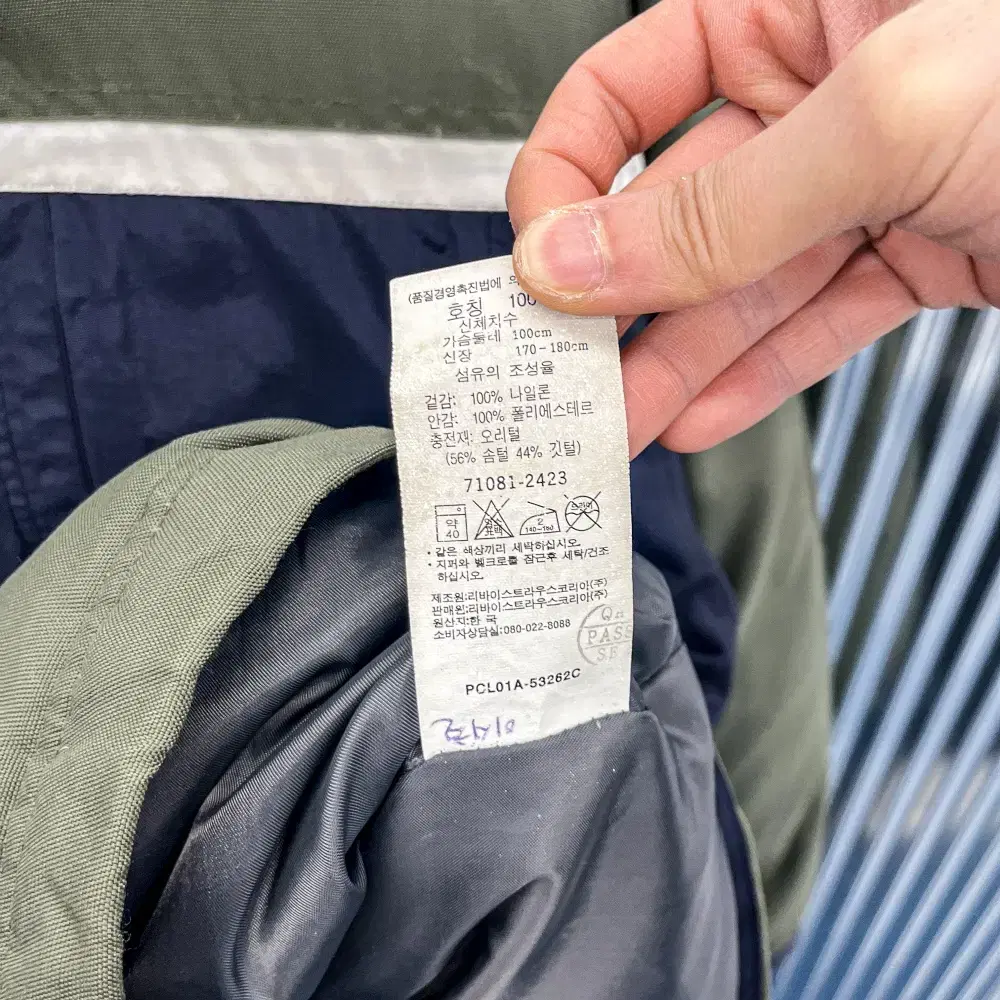 (품질경영촉진법에
호칭 100
신체치수
가슴둘레 100cm
신장 170-180cm
섬유의 조성율
겉감: 100% 나일론
안감: 100% 폴리에스테르
충전재: 오리털
(56% 솜털 44% 깃털)
71081-2423
약
40
2
140-160
드라이
• 같은 색상끼리 세탁하십시오.
• 지퍼와 벨크로를 잠근후 세탁/건조
하십시오.
제조원:리바이스트라우스코리아(주)
판매원:리바이스트라우스코리아(주)
원산지:한 국
소비자상담실:080-022-8088
PASS
PCL01A-53262C